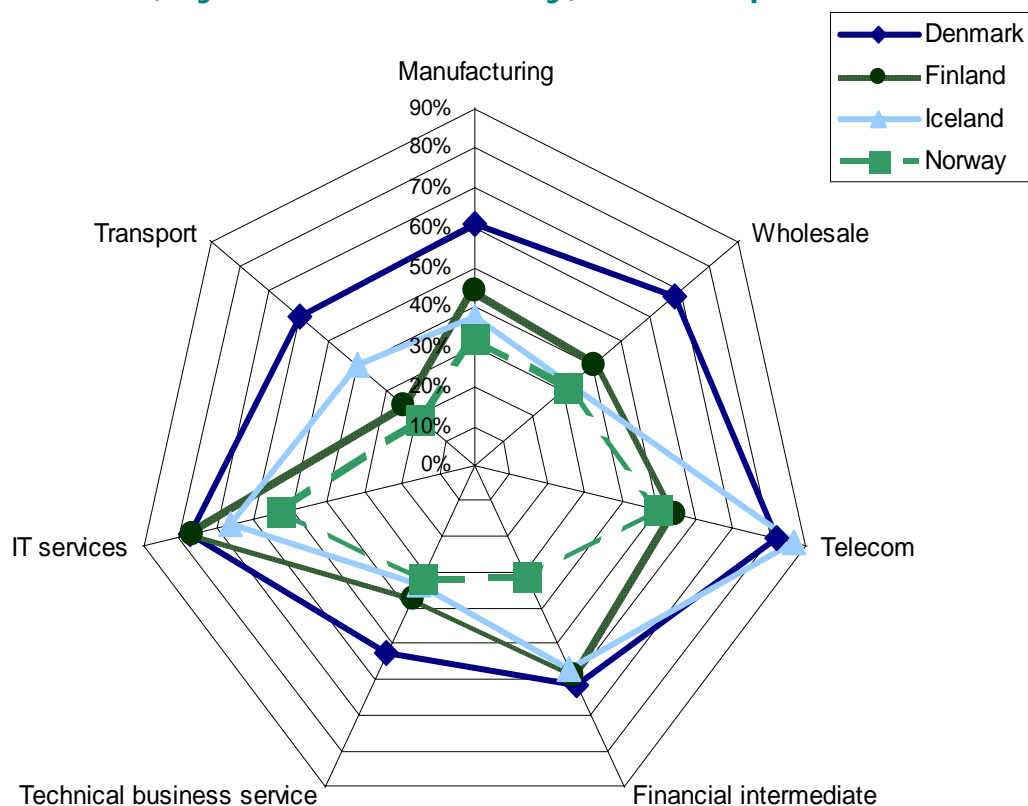 Denmark
Finland
Iceland
Norway
Manufacturing
90%
80%
70%
60%
50%
40%
30%
20%
10%
0%
Transport
Wholesale
IT services
Telecom
Technical business service
Financial intermediate